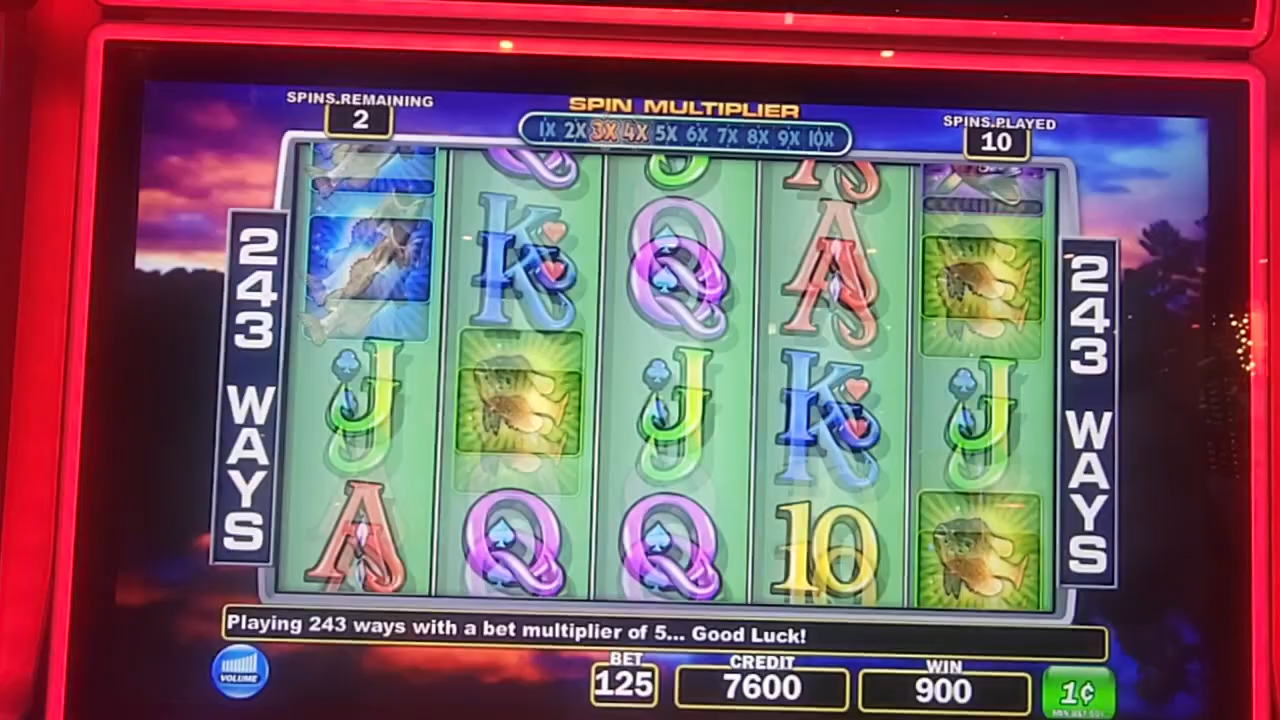 SPINS REMAINING
2
SPIN MULTIPLIER
1X 2X 3X 4X 5X 6X 7X 8X 9X 10X
SPINS PLAYED
10
243 WAYS
243 WAYS
Q J A
K Q A
J J K J
A Q Q 10
Playing 243 ways with a bet multiplier of 5... Good Luck!
VOLUME
BET
125
CREDIT
7600
WIN
900
1¢